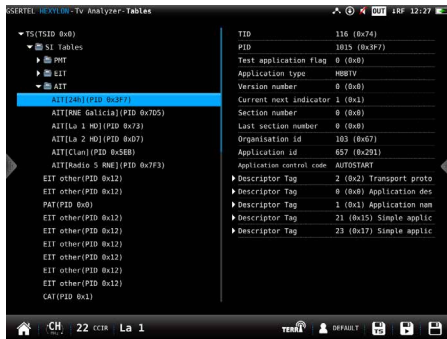 GSERTEL HEXYLON-Tv Analyzer-Tables
OUT IRF 12:27
TS(TSID 0x0)
SI Tables
PMT
EIT
AIT
AIT[24h](PID 0x3F7)
AIT[RNE Galicia](PID 0x7D5)
AIT[La 1 HD](PID 0x73)
AIT[La 2 HD](PID 0xD7)
AIT[Clan](PID 0x5EB)
AIT[Radio 5 RNE](PID 0x7F3)
EIT other(PID 0x12)
EIT other(PID 0x12)
PAT(PID 0x0)
EIT other(PID 0x12)
EIT other(PID 0x12)
EIT other(PID 0x12)
EIT other(PID 0x12)
EIT other(PID 0x12)
EIT other(PID 0x12)
CAT(PID 0x1)
TID 116 (0x74)
PID 1015 (0x3F7)
Test application flag 0 (0x0)
Application type HBBTV
Version number 0 (0x0)
Current next indicator 1 (0x1)
Section number 0 (0x0)
Last section number 0 (0x0)
Organisation id 103 (0x67)
Application id 657 (0x291)
Application control code AUTOSTART
Descriptor Tag 2 (0x2) Transport proto
Descriptor Tag 0 (0x0) Application des
Descriptor Tag 1 (0x1) Application nam
Descriptor Tag 21 (0x15) Simple applic
Descriptor Tag 23 (0x17) Simple applic
CH 22 CCIR La 1
TERR DEFAULT TS